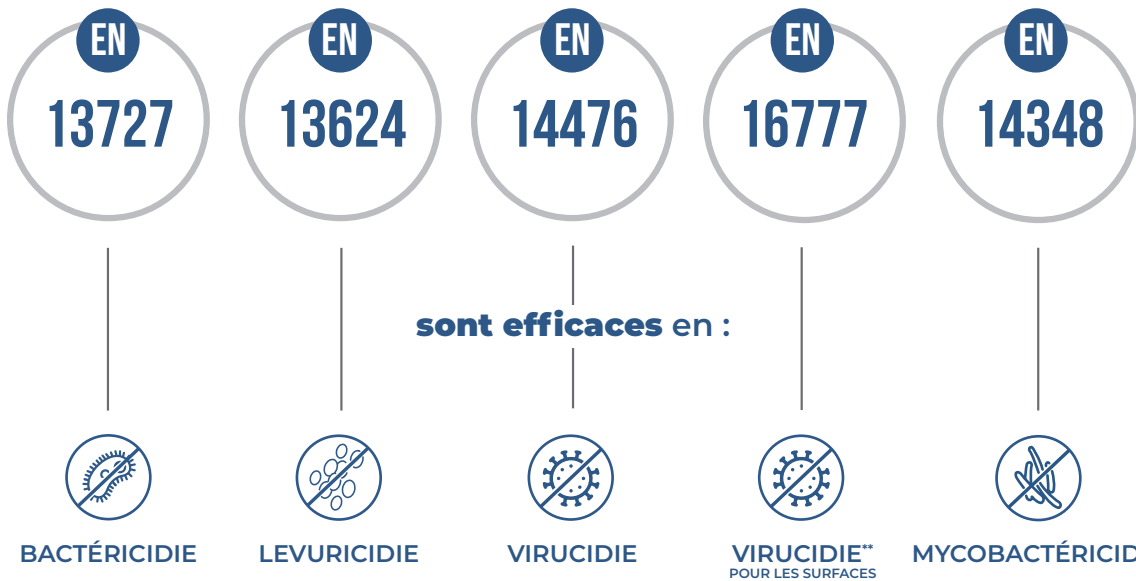 EN EN EN EN EN
13727 13624 14476 16777 14348
sont efficaces en :
BACTÉRICIDIE LEVURICIDIE VIRUCIDIE VIRUCIDIE** MYCOBACTÉRICID
POUR LES SURFACES